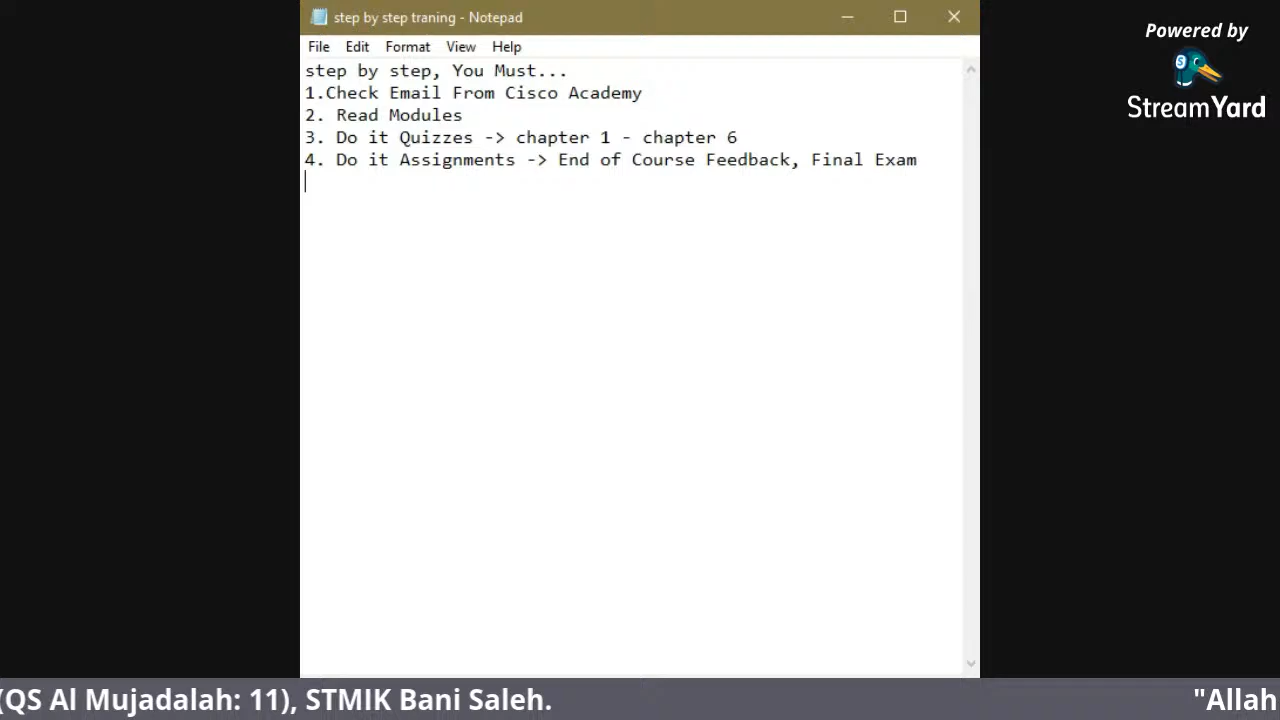 step by step traning - Notepad
File Edit Format View Help
step by step, You Must...
1.Check Email From Cisco Academy
2. Read Modules
3. Do it Quizzes -> chapter 1 - chapter 6
4. Do it Assignments -> End of Course Feedback, Final Exam
Powered by
S
StreamYard
(QS Al Mujadalah: 11), STMIK Bani Saleh. "Allah